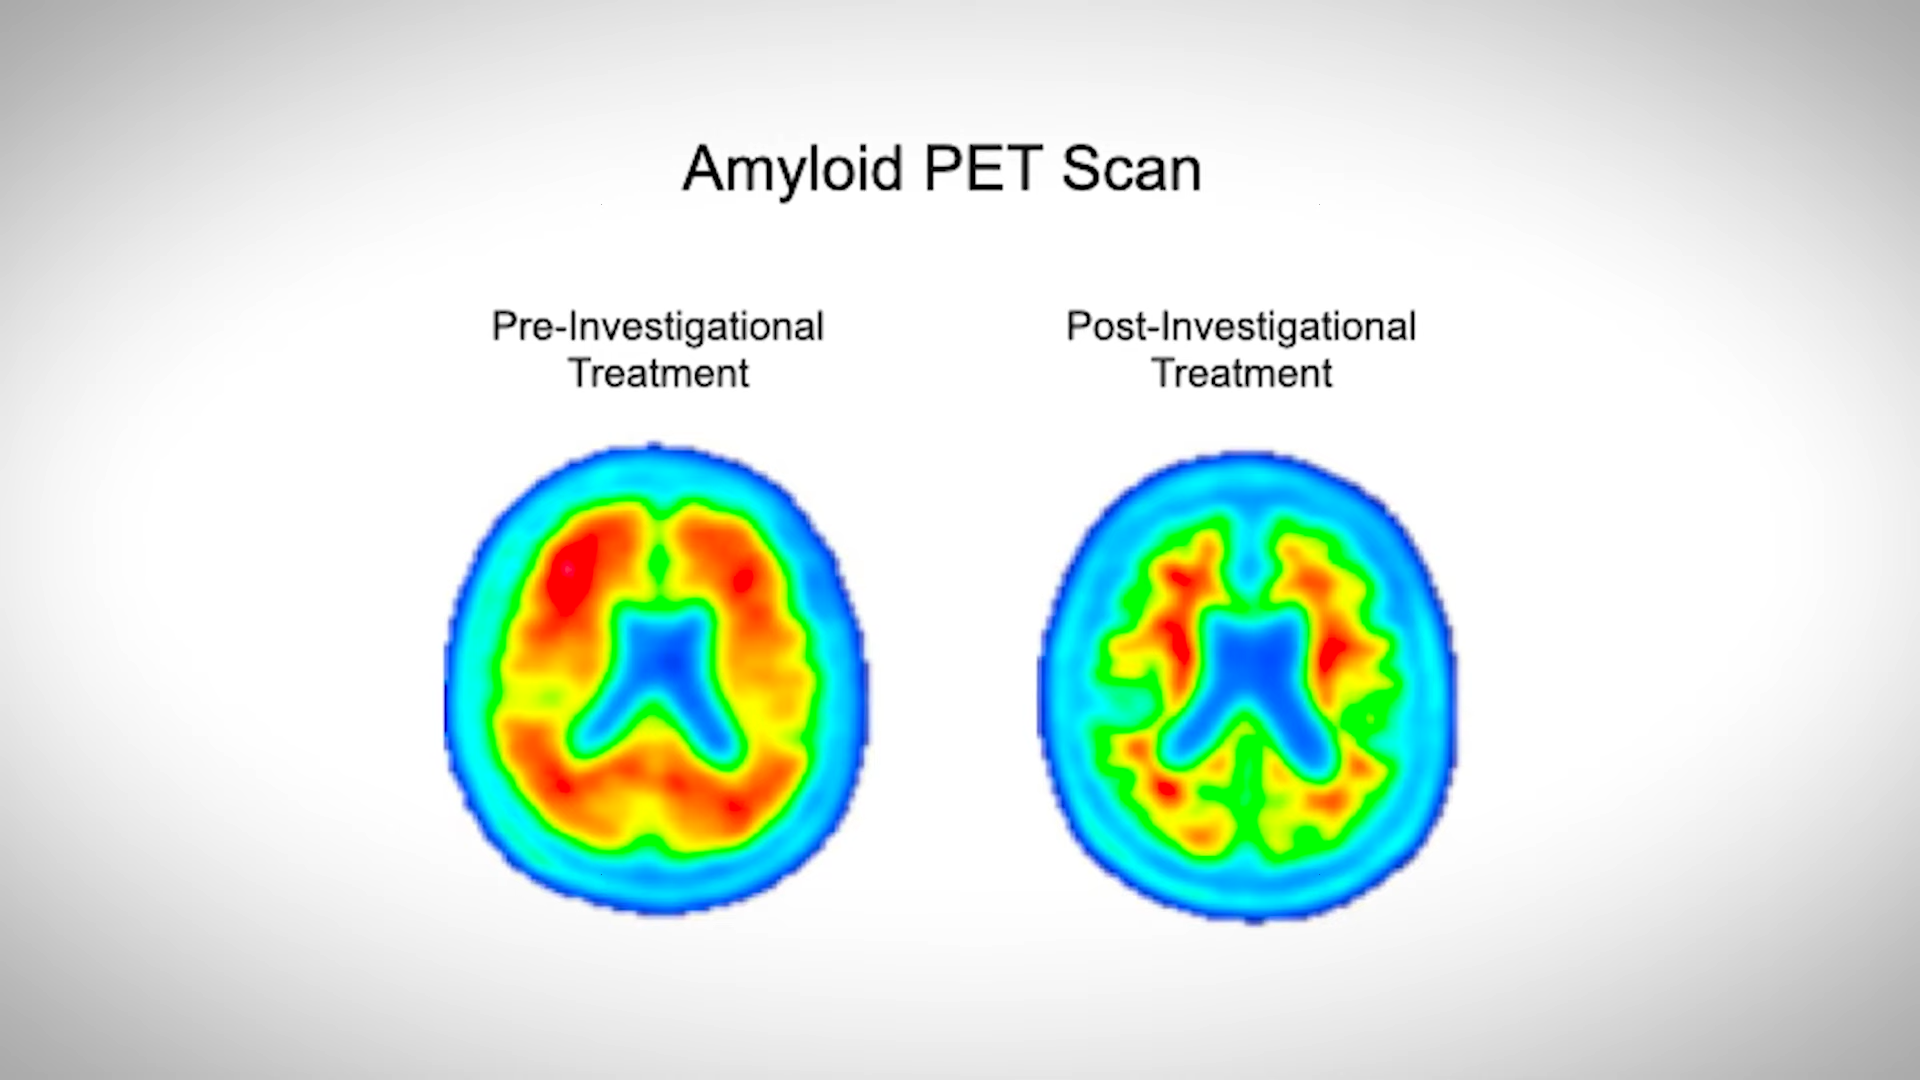 Amyloid PET Scan
Pre-Investigational
Treatment
Post-Investigational
Treatment